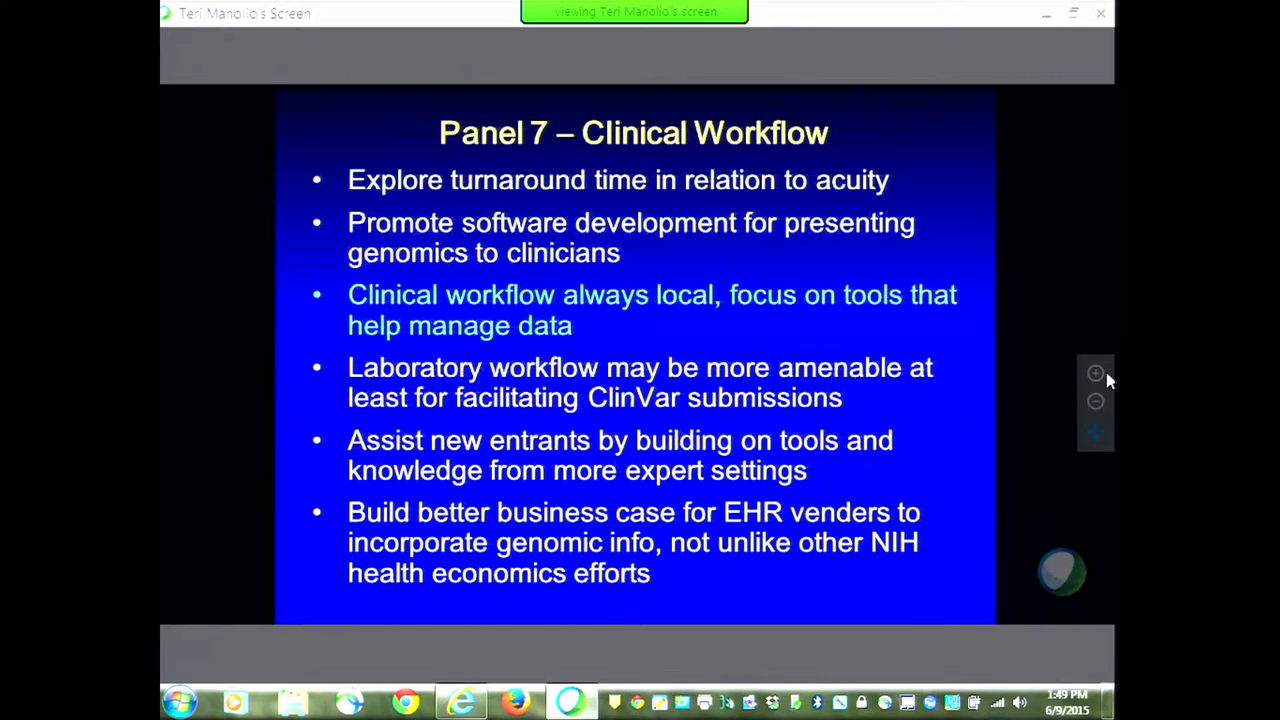 Teri Manolio's Screen
viewing Teri Manolio's screen
Panel 7 – Clinical Workflow
• Explore turnaround time in relation to acuity
• Promote software development for presenting
genomics to clinicians
• Clinical workflow always local, focus on tools that
help manage data
• Laboratory workflow may be more amenable at
least for facilitating ClinVar submissions
• Assist new entrants by building on tools and
knowledge from more expert settings
• Build better business case for EHR venders to
incorporate genomic info, not unlike other NIH
health economics efforts
1:49 PM
6/9/2015